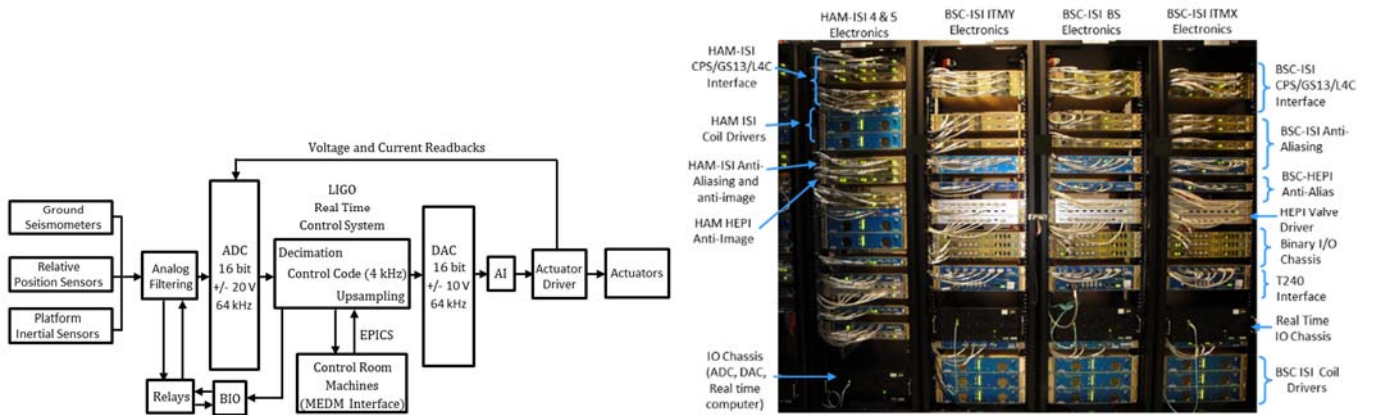 Voltage and Current Readbacks
LIGO
Real Time
Control System
Ground
Seismometers
Relative
Position Sensors
Platform
Inertial Sensors
Analog
Filtering
ADC
16 bit
+/- 20 V
64 kHz
Decimation
Control Code (4 kHz)
Upsampling
DAC
16 bit
+/- 10 V
64 kHz
AI
Actuator
Driver
Actuators
EPICS
Relays
BIO
Control Room
Machines
(MEDM Interface)
HAM-ISI 4 & 5
Electronics
BSC-ISI ITMY
Electronics
BSC-ISI BS
Electronics
BSC-ISI ITMX
Electronics
HAM-ISI
CPS/GS13/L4C
Interface
HAM ISI
Coil Drivers
HAM-ISI Anti-
Aliasing and
anti-image
HAM HEPI
Anti-Image
IO Chassis
(ADC, DAC,
Real time
computer)
BSC-ISI
CPS/GS13/L4C
Interface
BSC-ISI Anti-
Aliasing
BSC-HEPI
Anti-Alias
HEPI Valve
Driver
Binary I/O
Chassis
T240
Interface
Real Time
IO Chassis
BSC ISI Coil
Drivers